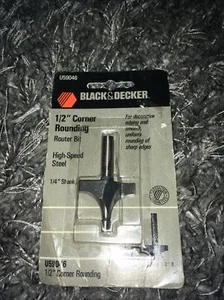 U59046
BLACK&DECKER
1/2" Corner
Rounding
Router Bit
High-Speed
Steel
1/4" Shank
For decorative
edging and
smooth,
uniform
rounding of
sharp edges
U59046
1/2" Corner Rounding